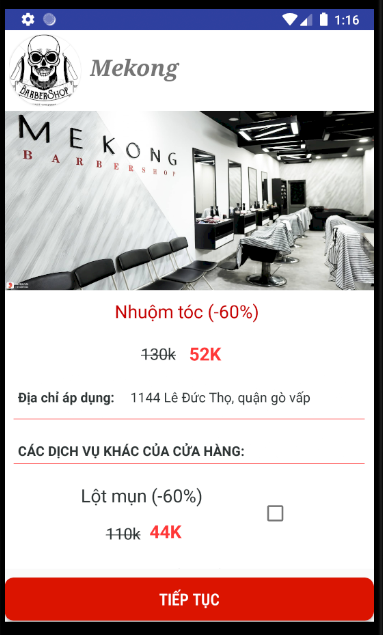 1:16
BARBERSHOP
Mekong
MEKONG
BARBERSHOP
Nhuộm tóc (-60%)
130k 52K
Địa chỉ áp dụng: 1144 Lê Đức Thọ, quận gò vấp
CÁC DỊCH VỤ KHÁC CỦA CỬA HÀNG:
Lột mụn (-60%)
110k 44K
TIẾP TỤC